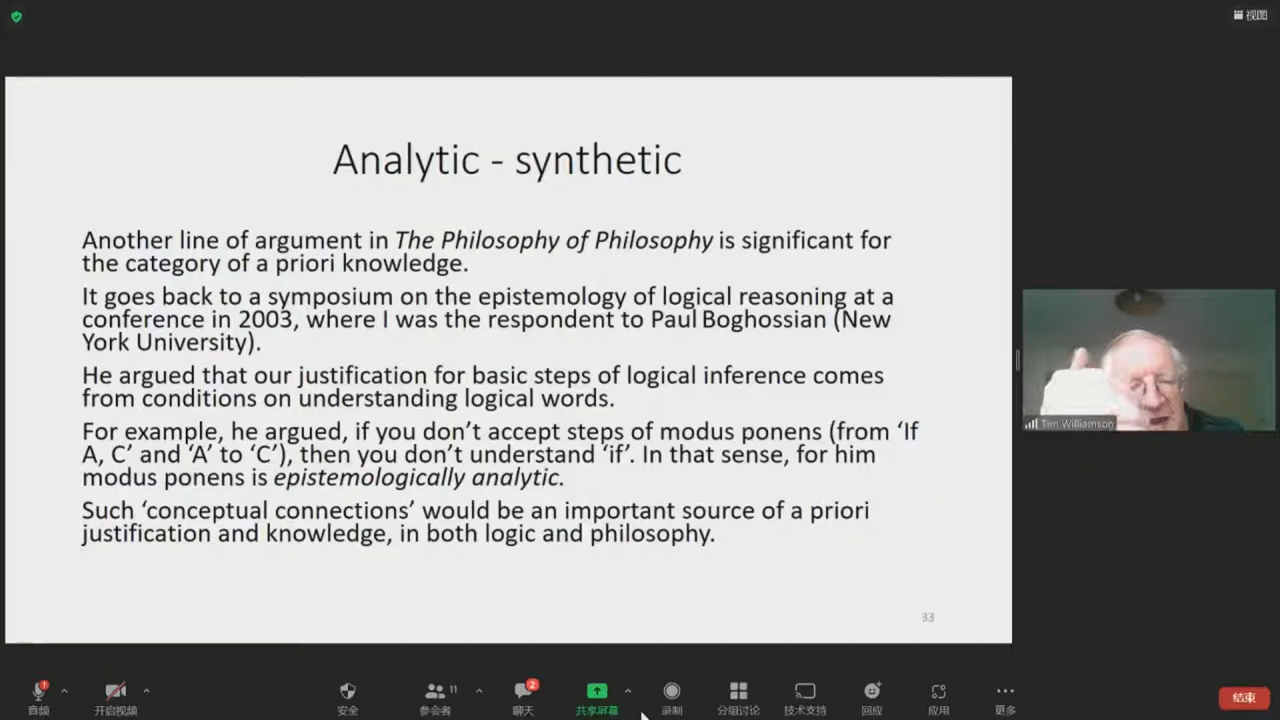 视图
Analytic - synthetic
Another line of argument in The Philosophy of Philosophy is significant for
the category of a priori knowledge.
It goes back to a symposium on the epistemology of logical reasoning at a
conference in 2003, where I was the respondent to Paul Boghossian (New
York University).
He argued that our justification for basic steps of logical inference comes
from conditions on understanding logical words.
For example, he argued, if you don’t accept steps of modus ponens (from ‘If
A, C’ and ‘A’ to ‘C’), then you don’t understand ‘if’. In that sense, for him
modus ponens is epistemologically analytic.
Such ‘conceptual connections’ would be an important source of a priori
justification and knowledge, in both logic and philosophy.
33
Tim Williamson
11
2
音频
开启视频
安全
参会者
聊天
共享屏幕
录制
分组讨论
技术支持
回应
应用
更多
结束